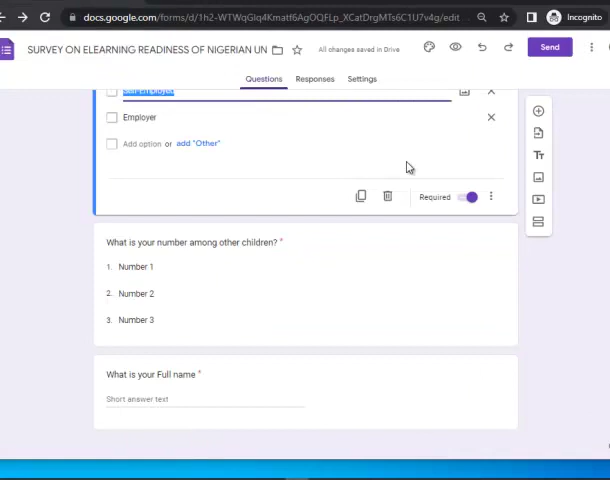 docs.google.com/forms/d/1h2-WTWqGlq4Kmatf6AgOQFLp_XCatDrgMTs6C1U7v4g/edit
Incognito
SURVEY ON ELEARNING READINESS OF NIGERIAN UN
All changes saved in Drive
Send
Questions Responses Settings
Self Employed
Employer
Add option or add "Other"
Required
What is your number among other children? *
1. Number 1
2. Number 2
3. Number 3
What is your Full name *
Short answer text